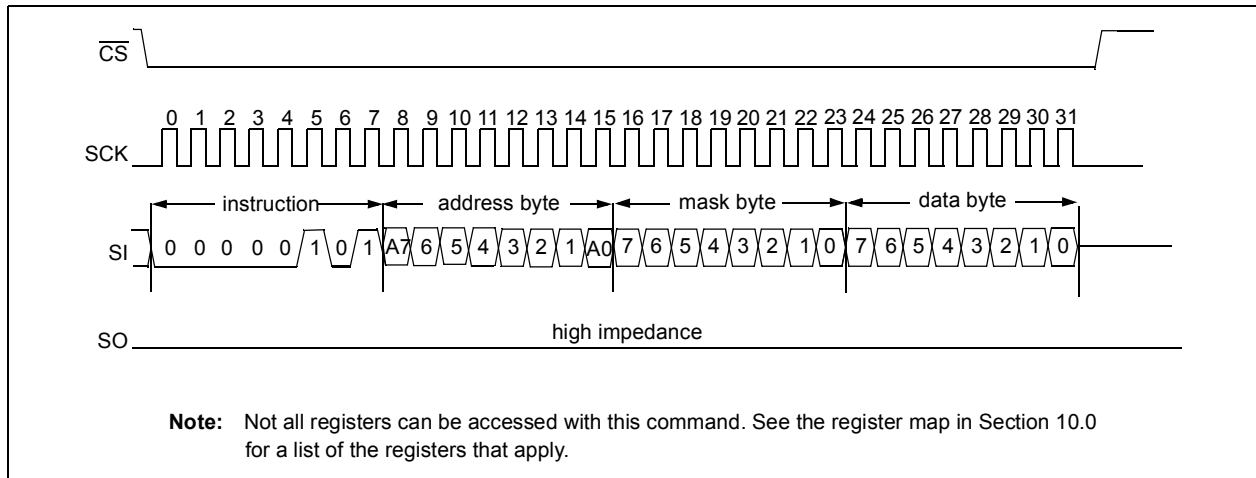 CS
0 1 2 3 4 5 6 7 8 9 10 11 12 13 14 15 16 17 18 19 20 21 22 23 24 25 26 27 28 29 30 31
SCK
instruction address byte mask byte data byte
SI 0 0 0 0 0 1 0 1 A7 6 5 4 3 2 1 A0 7 6 5 4 3 2 1 0 7 6 5 4 3 2 1 0
high impedance
SO
Note: Not all registers can be accessed with this command. See the register map in Section 10.0
for a list of the registers that apply.